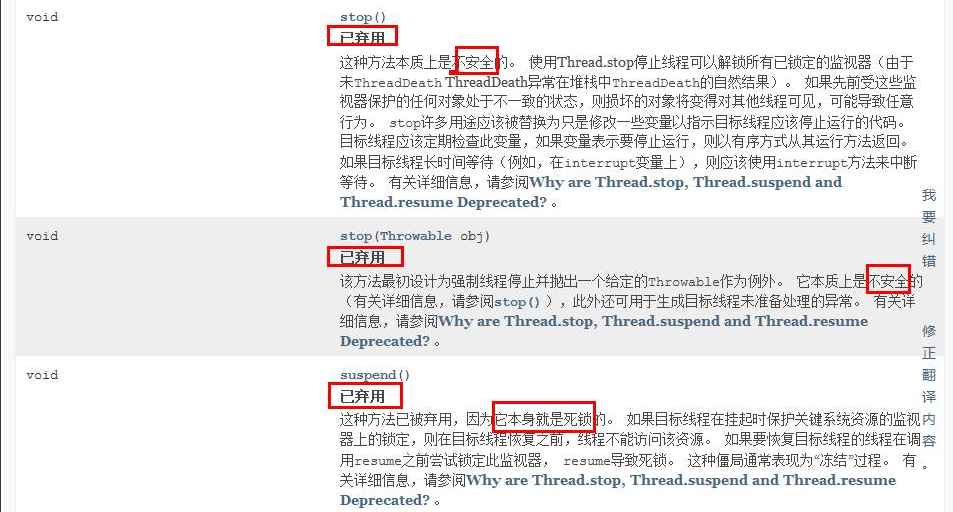 void stop()
已弃用
这种方法本质上是不安全的。 使用Thread.stop停止线程可以解锁所有已锁定的监视器（由于
未ThreadDeath ThreadDeath异常在堆栈中ThreadDeath的自然结果）。 如果先前受这些监
视器保护的任何对象处于不一致的状态，则损坏的对象将变得对其他线程可见，可能导致任意
行为。 stop许多用途应该被替换为只是修改一些变量以指示目标线程应该停止运行的代码。
目标线程应该定期检查此变量，如果变量表示要停止运行，则以有序方式从其运行方法返回。
如果目标线程长时间等待（例如，在interrupt变量上），则应该使用interrupt方法来中断
等待。 有关详细信息，请参阅Why are Thread.stop, Thread.suspend and
Thread.resume Deprecated? 。
void stop(Throwable obj)
已弃用
该方法最初设计为强制线程停止并抛出一个给定的Throwable作为例外。 它本质上是不安全的
（有关详细信息，请参阅stop() ），此外还可用于生成目标线程未准备处理的异常。 有关详
细信息，请参阅Why are Thread.stop, Thread.suspend and Thread.resume
Deprecated? 。
void suspend()
已弃用
这种方法已被弃用，因为它本身就是死锁的。 如果目标线程在挂起时保护关键系统资源的监视
器上的锁定，则在目标线程恢复之前，线程不能访问该资源。 如果要恢复目标线程的线程在调
用resume之前尝试锁定此监视器， resume导致死锁。 这种僵局通常表现为“冻结”过程。 有
关详细信息，请参阅Why are Thread.stop, Thread.suspend and Thread.resume
Deprecated? 。
我要纠错
修正翻译内容。